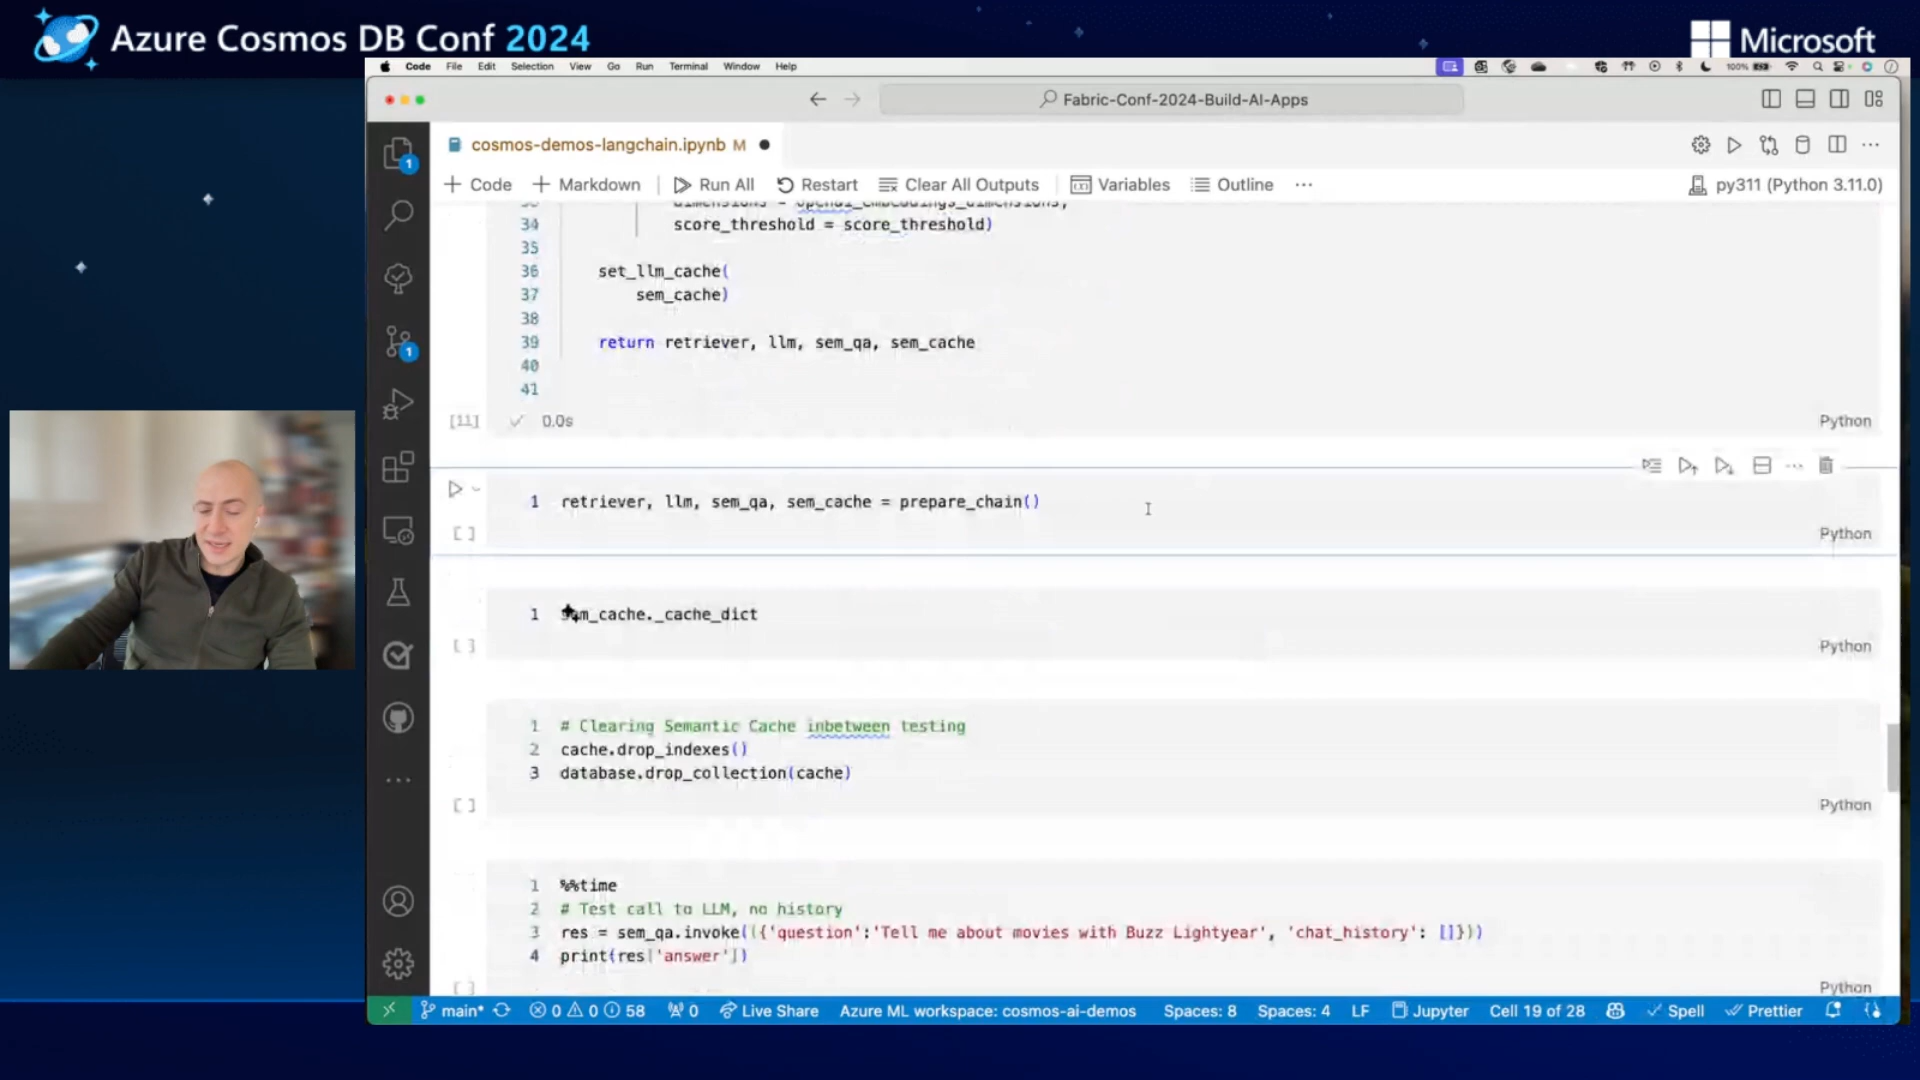 Azure Cosmos DB Conf 2024
Microsoft
Code File Edit Selection View Go Run Terminal Window Help
100%
Fabric-Conf-2024-Build-AI-Apps
cosmos-demos-langchain.ipynb M
+ Code + Markdown Run All Restart Clear All Outputs Variables Outline ... py311 (Python 3.11.0)
33 dimensions = openai_embeddings_dimensions,
34 score_threshold = score_threshold)
35
36 set_llm_cache(
37 sem_cache)
38
39 return retriever, llm, sem_qa, sem_cache
40
41
[11] 0.0s Python
1 retriever, llm, sem_qa, sem_cache = prepare_chain()
[ ] Python
1 sem_cache._cache_dict
[ ] Python
1 # Clearing Semantic Cache inbetween testing
2 cache.drop_indexes()
3 database.drop_collection(cache)
[ ] Python
1 %%time
2 # Test call to LLM, no history
3 res = sem_qa.invoke(({'question':'Tell me about movies with Buzz Lightyear', 'chat_history': []}))
4 print(res['answer'])
[ ] Python
1
1
main* 0 0 58 0 Live Share Azure ML workspace: cosmos-ai-demos Spaces: 8 Spaces: 4 LF Jupyter Cell 19 of 28 Spell Prettier